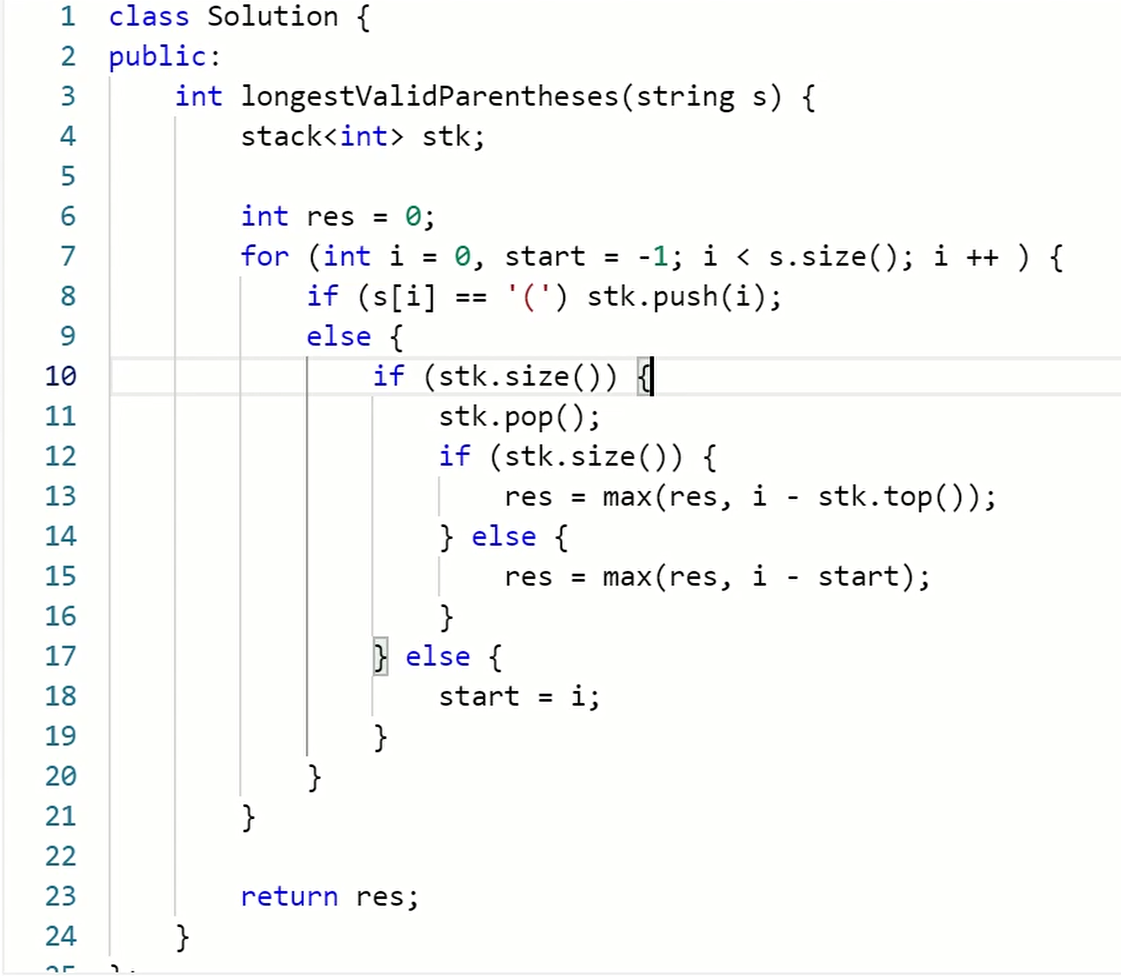 1 class Solution {
2 public:
3     int longestValidParentheses(string s) {
4         stack<int> stk;
5
6         int res = 0;
7         for (int i = 0, start = -1; i < s.size(); i ++ ) {
8             if (s[i] == '(') stk.push(i);
9             else {
10                 if (stk.size()) {
11                     stk.pop();
12                     if (stk.size()) {
13                         res = max(res, i - stk.top());
14                     } else {
15                         res = max(res, i - start);
16                     }
17                 } else {
18                     start = i;
19                 }
20             }
21         }
22
23         return res;
24     }